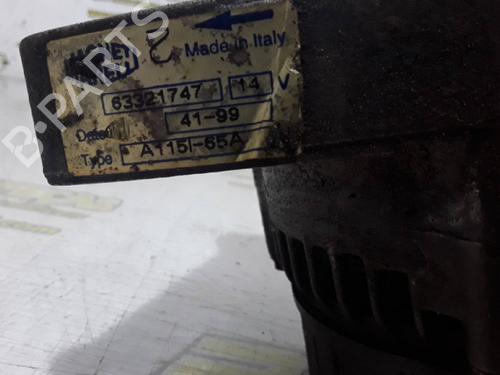 Made in Italy
63321747 14 V
41-99
Type A115I-65A
B-PARTS